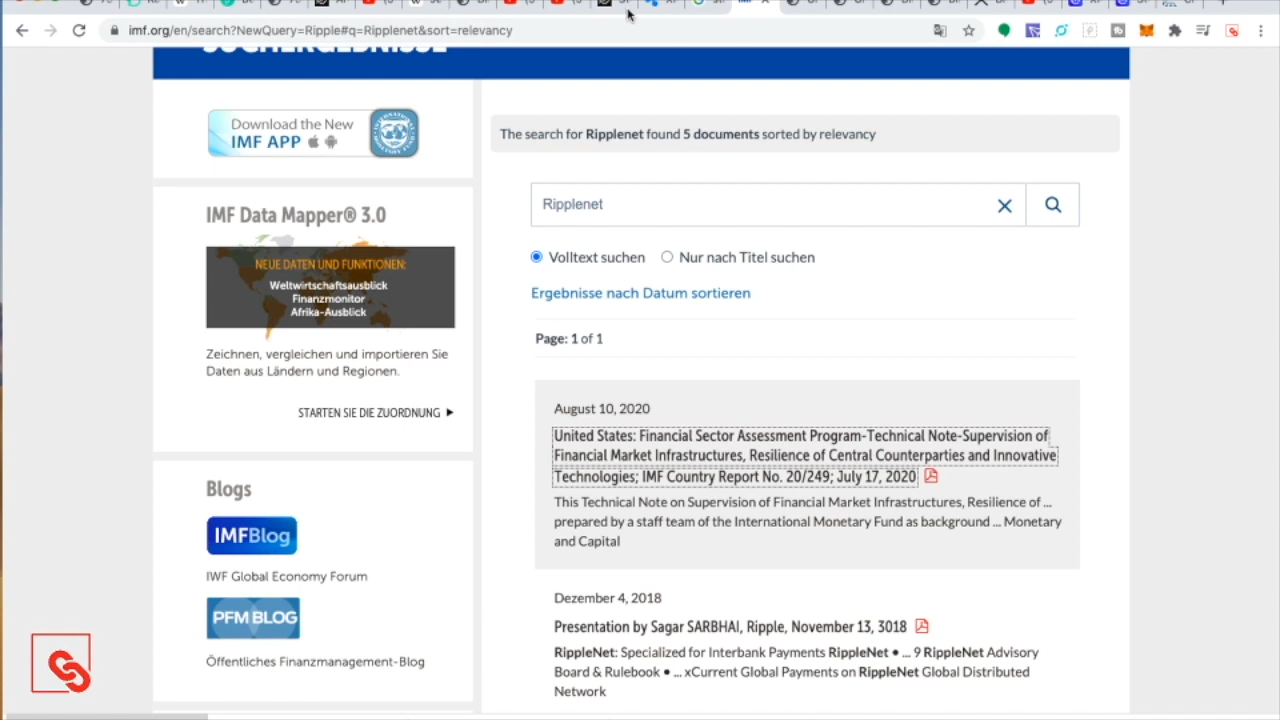 imf.org/en/search?NewQuery=Ripple#q=Ripplenet&sort=relevancy
SUCHERGEBNISSE
Download the New
IMF APP
IMF Data Mapper® 3.0
NEUE DATEN UND FUNKTIONEN:
Weltwirtschaftsausblick
Finanzmonitor
Afrika-Ausblick
Zeichnen, vergleichen und importieren Sie
Daten aus Ländern und Regionen.
STARTEN SIE DIE ZUORDNUNG
Blogs
IMFBlog
IWF Global Economy Forum
PFM BLOG
Öffentliches Finanzmanagement-Blog
The search for Ripplenet found 5 documents sorted by relevancy
Ripplenet
Volltext suchen Nur nach Titel suchen
Ergebnisse nach Datum sortieren
Page: 1 of 1
August 10, 2020
United States: Financial Sector Assessment Program-Technical Note-Supervision of
Financial Market Infrastructures, Resilience of Central Counterparties and Innovative
Technologies; IMF Country Report No. 20/249; July 17, 2020
This Technical Note on Supervision of Financial Market Infrastructures, Resilience of ...
prepared by a staff team of the International Monetary Fund as background ... Monetary
and Capital
Dezember 4, 2018
Presentation by Sagar SARBHAI, Ripple, November 13, 3018
RippleNet: Specialized for Interbank Payments RippleNet • ... 9 RippleNet Advisory
Board & Rulebook • ... xCurrent Global Payments on RippleNet Global Distributed
Network